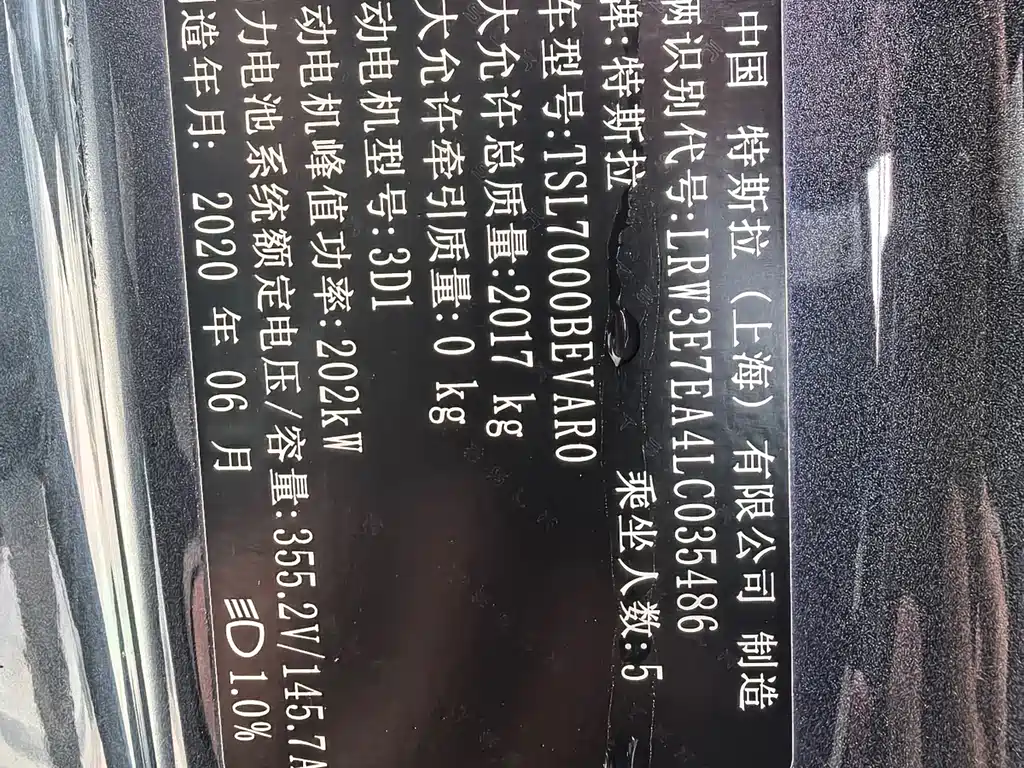 中国 特斯拉（上海）有限公司 制造
辆识别代号:LRW3E7EA4LC035486
牌:特斯拉 乘坐人数:5
车型号:TSL7000BEVAR0
大允许总质量:2017 kg
大允许牵引质量:0 kg
动电机型号:3D1
动电机峰值功率:202kW
力电池系统额定电压/容量:355.2V/145.7A
造年月: 2020 年 06 月 1.0%